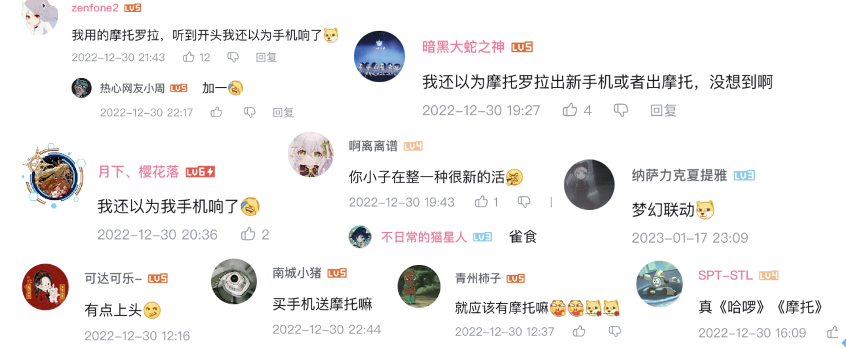 zenfone2 LV5
我用的摩托罗拉，听到开头我还以为手机响了
2022-12-30 21:43 12 回复
热心网友小周 LV5 加一
2022-12-30 22:17 回复
暗黑大蛇之神 LV5
我还以为摩托罗拉出新手机或者出摩托，没想到啊
2022-12-30 19:27 4 回复
月下、樱花落 LV6
我还以为我手机响了
2022-12-30 20:36 2
啊离离谱 LV4
你小子在整一种很新的活
2022-12-30 19:43 1
不日常的猫星人 LV3 雀食
纳萨力克夏提雅 LV3
梦幻联动
2023-01-17 23:09
可达可乐- LV5
有点上头
2022-12-30 12:16
南城小猪 LV5
买手机送摩托嘛
2022-12-30 22:44
青州柿子 LV5
就应该有摩托嘛
2022-12-30 12:37
SPT-STL LV4
真《哈啰》《摩托》
2022-12-30 16:09